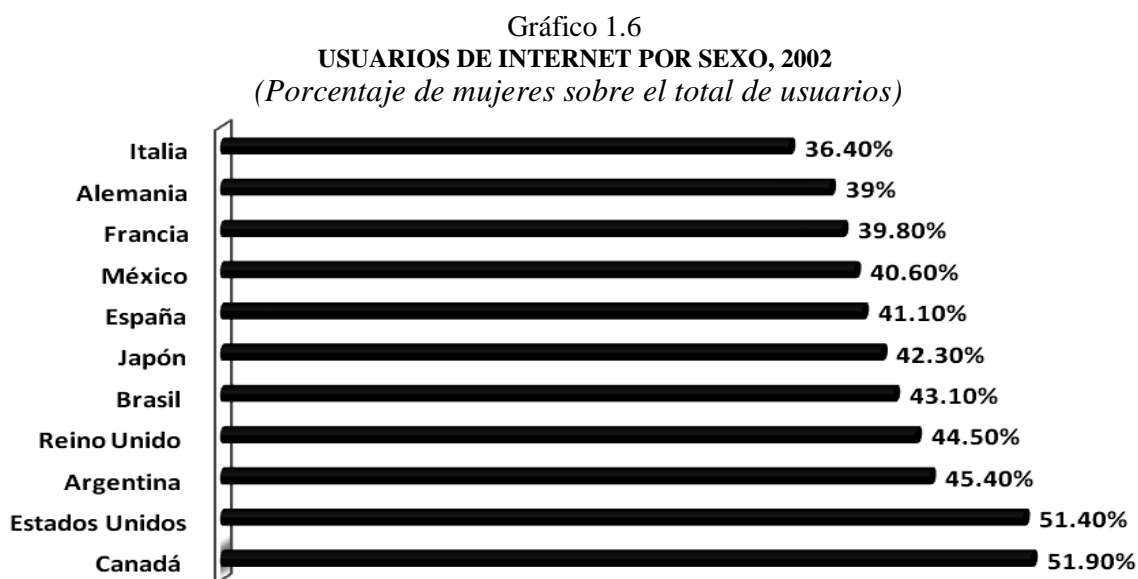 Gráfico 1.6
USUARIOS DE INTERNET POR SEXO, 2002
(Porcentaje de mujeres sobre el total de usuarios)
Italia 36.40%
Alemania 39%
Francia 39.80%
México 40.60%
España 41.10%
Japón 42.30%
Brasil 43.10%
Reino Unido 44.50%
Argentina 45.40%
Estados Unidos 51.40%
Canadá 51.90%